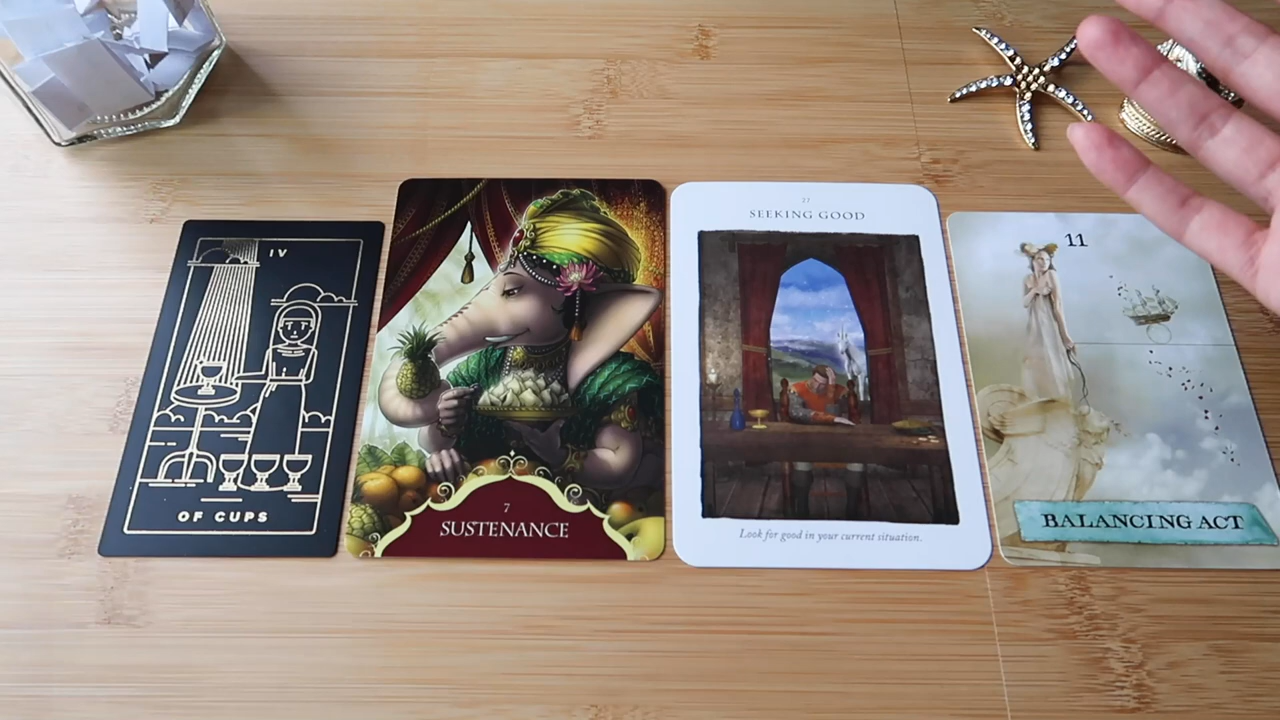 IV
OF CUPS
7
SUSTENANCE
27
SEEKING GOOD
Look for good in your current situation.
11
BALANCING ACT